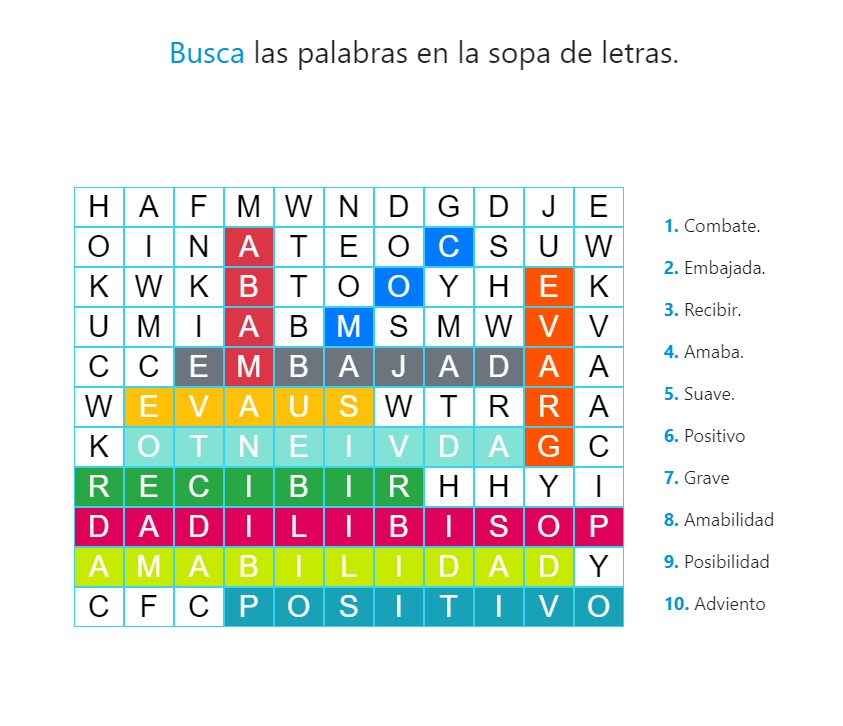 Busca las palabras en la sopa de letras.
H A F M W N D G D J E
O I N A T E O C S U W
K W K B T O O Y H E K
U M I A B M S M W V V
C C E M B A J A D A A
W E V A U S W T R R A
K O T N E I V D A G C
R E C I B I R H H Y I
D A D I L I B I S O P
A M A B I L I D A D Y
C F C P O S I T I V O
1. Combate.
2. Embajada.
3. Recibir.
4. Amaba.
5. Suave.
6. Positivo
7. Grave
8. Amabilidad
9. Posibilidad
10. Adviento